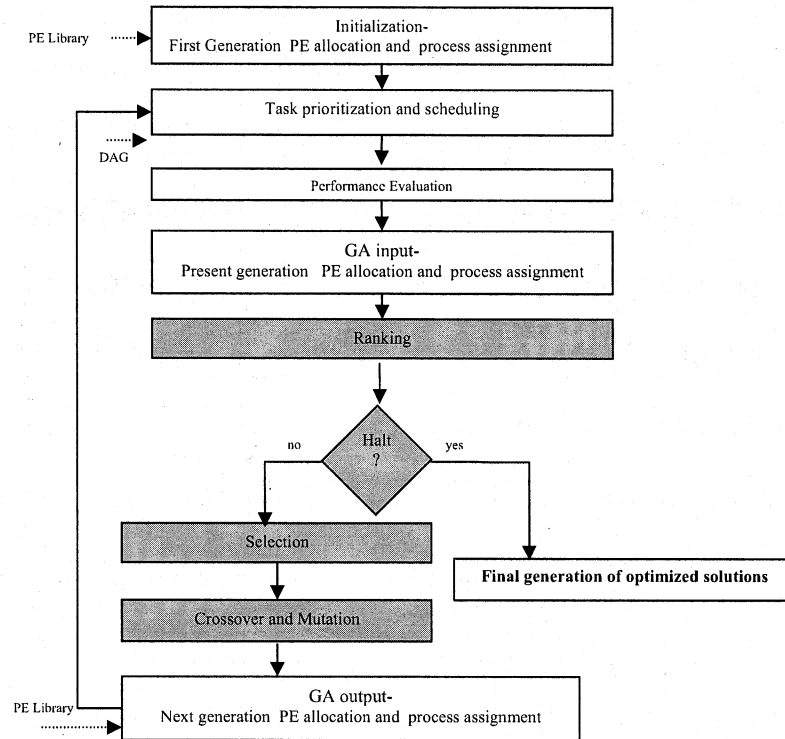 Initialization-
PE Library
First Generation PE allocation and process assignment
Task prioritization and scheduling
DAG
Performance Evaluation
GA input-
Present generation PE allocation and process assignment
Ranking
Halt
?
no
yes
Selection
Final generation of optimized solutions
Crossover and Mutation
GA output-
PE Library
Next generation PE allocation and process assignment